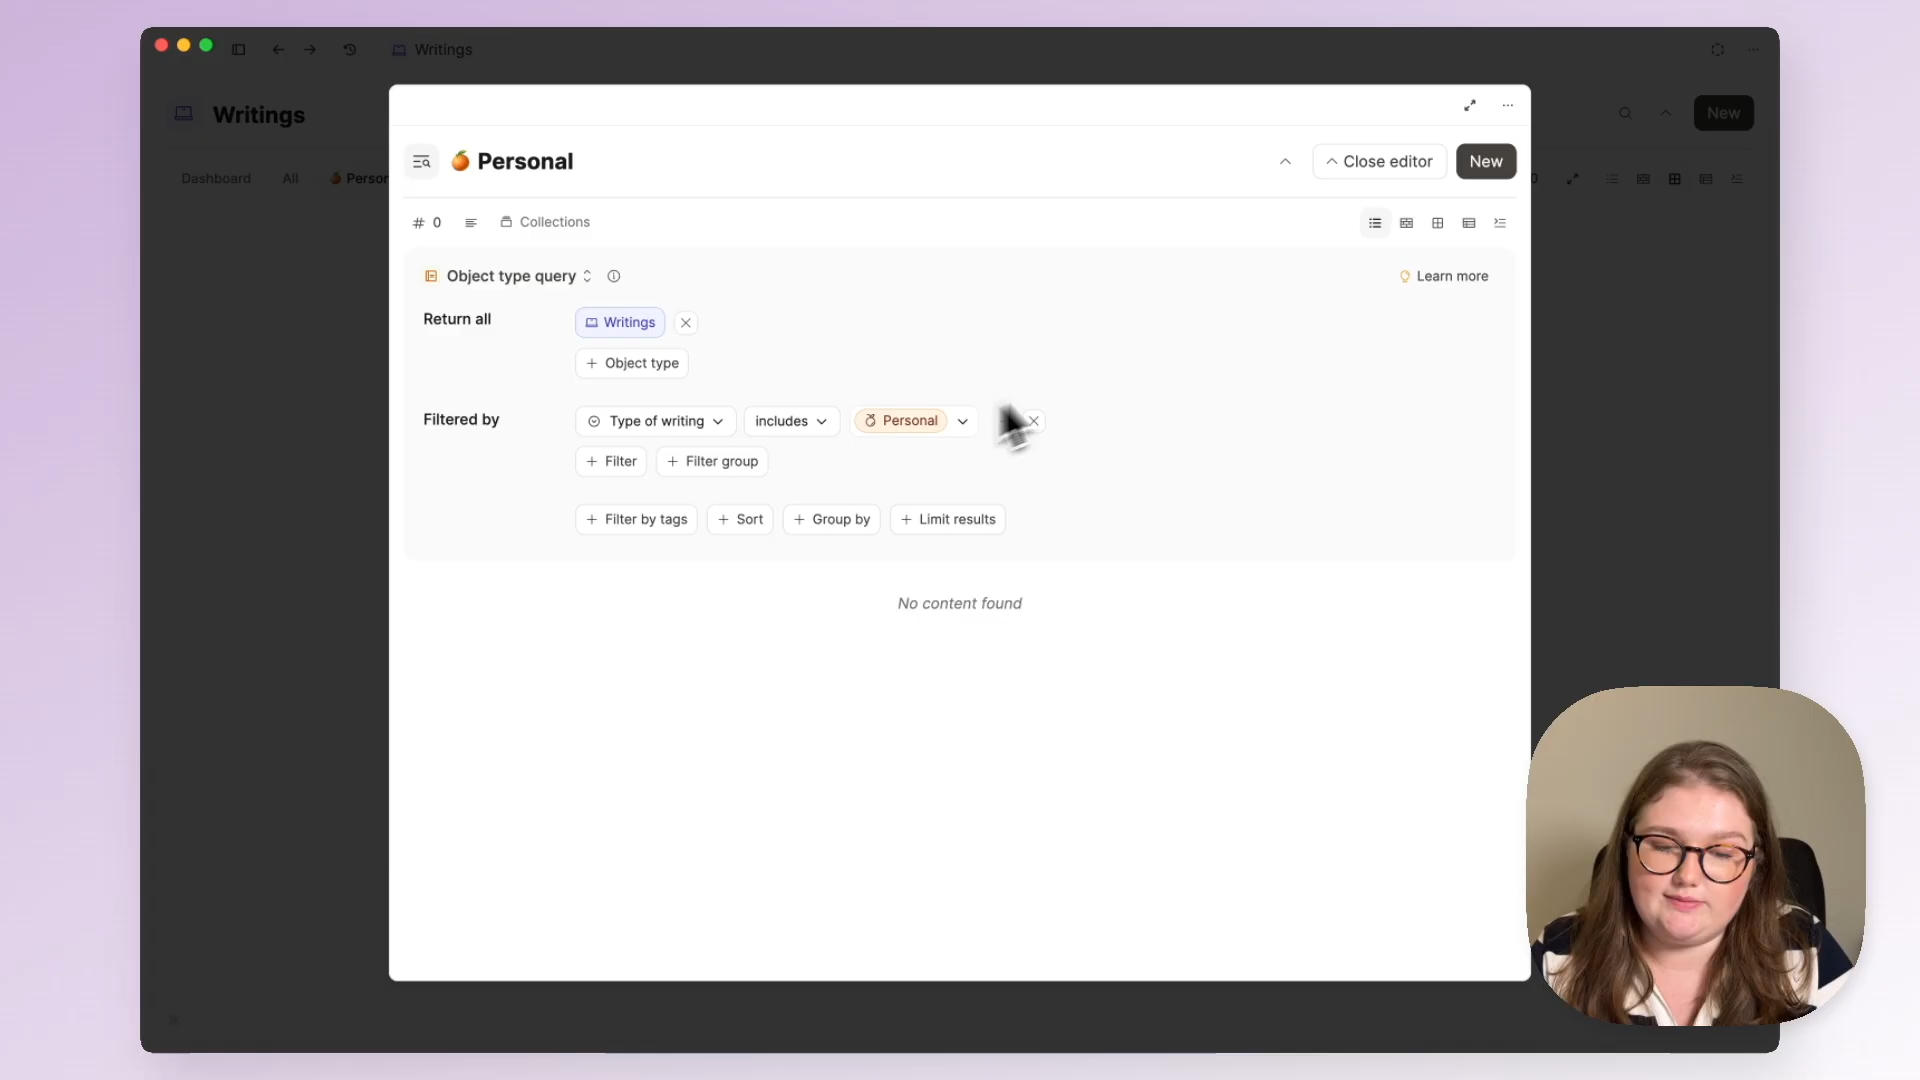 Writings
Writings
New
Dashboard All Person
Personal
Close editor
New
# 0
Collections
0
Object type query
Learn more
Return all
Writings
+ Object type
Filtered by
Type of writing
includes
Personal
+ Filter
+ Filter group
+ Filter by tags
+ Sort
+ Group by
+ Limit results
No content found